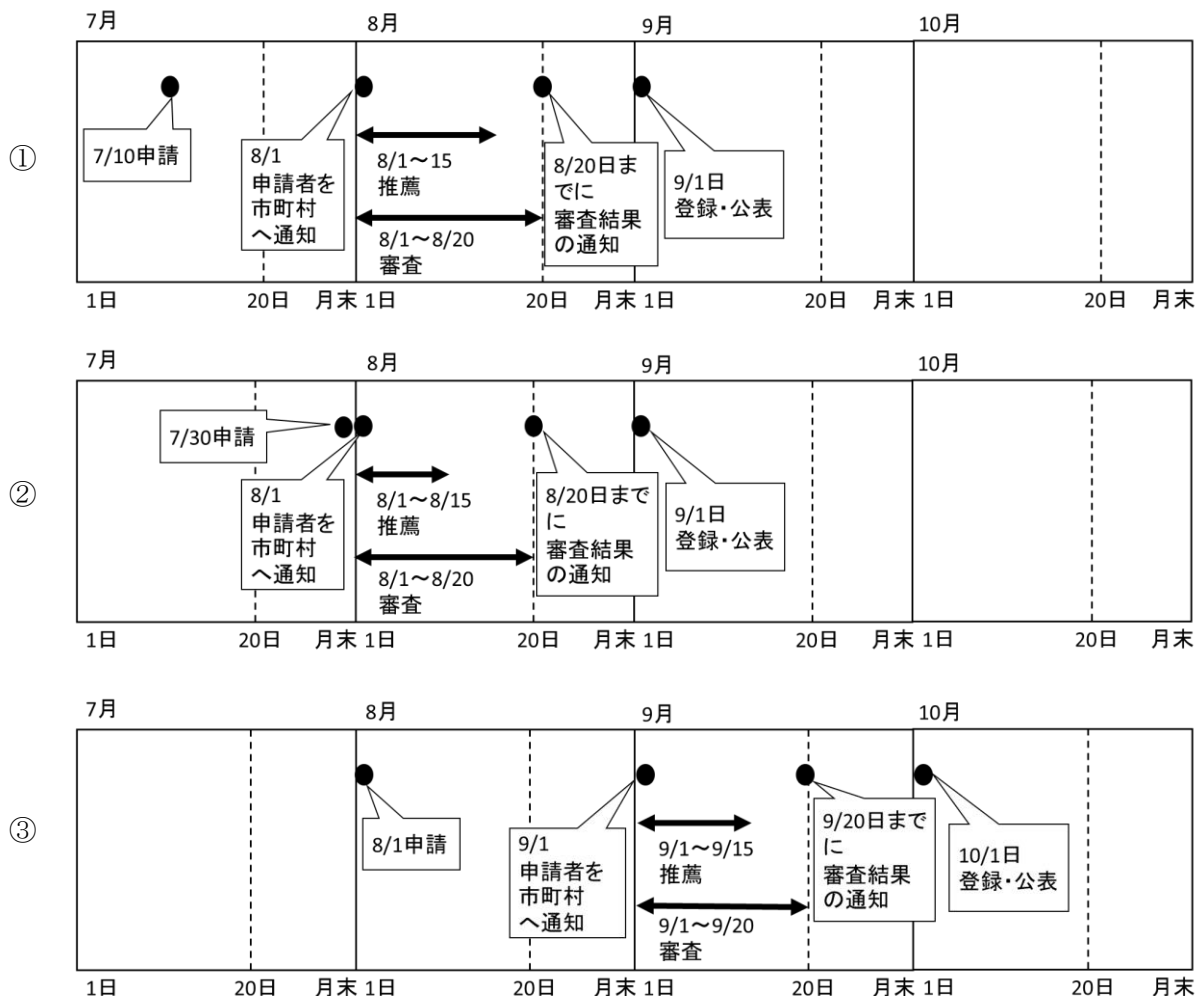 7月
8月
9月
10月
①
7/10申請
8/1
申請者を
市町村
へ通知
8/1～15
推薦
8/1～8/20
審査
8/20日ま
でに
審査結果
の通知
9/1日
登録・公表
1日
20日
月末
1日
20日
月末
1日
20日
月末
1日
20日
月末
7月
8月
9月
10月
②
7/30申請
8/1
申請者を
市町村
へ通知
8/1～8/15
推薦
8/1～8/20
審査
8/20日まで
に
審査結果
の通知
9/1日
登録・公表
1日
20日
月末
1日
20日
月末
1日
20日
月末
1日
20日
月末
7月
8月
9月
10月
③
8/1申請
9/1
申請者を
市町村
へ通知
9/1～9/15
推薦
9/1～9/20
審査
9/20日まで
に
審査結果
の通知
10/1日
登録・公表
1日
20日
月末
1日
20日
月末
1日
20日
月末
1日
20日
月末